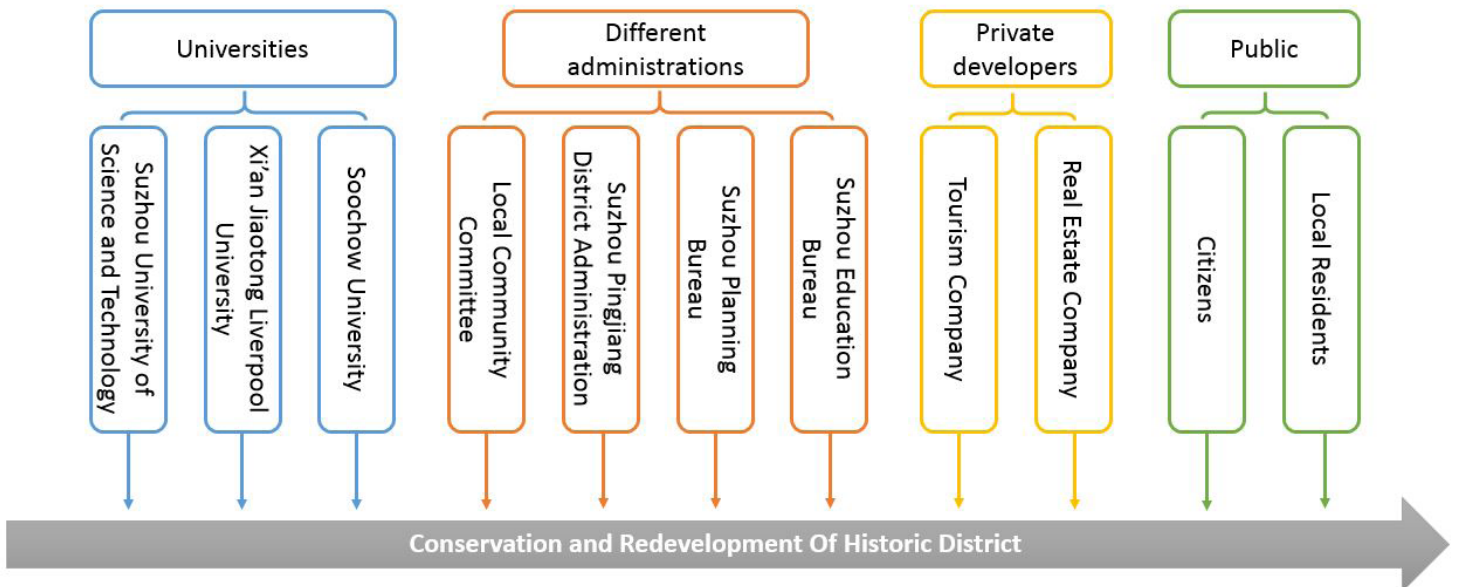 Universities
Different
administrations
Private
developers
Public
Suzhou University of
Science and Technology
Xi'an Jiaotong Liverpool
University
Soochow University
Local Community
Committee
Suzhou Pingjiang
District Administration
Suzhou Planning
Bureau
Suzhou Education
Bureau
Tourism Company
Real Estate Company
Citizens
Local Residents
Conservation and Redevelopment Of Historic District